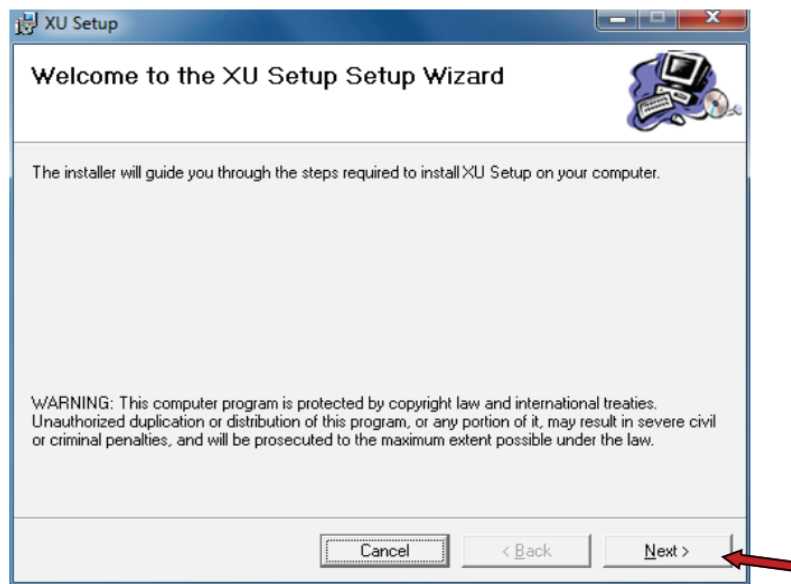 XU Setup
Welcome to the XU Setup Setup Wizard
The installer will guide you through the steps required to install XU Setup on your computer.
WARNING: This computer program is protected by copyright law and international treaties.
Unauthorized duplication or distribution of this program, or any portion of it, may result in severe civil
or criminal penalties, and will be prosecuted to the maximum extent possible under the law.
Cancel < Back Next >